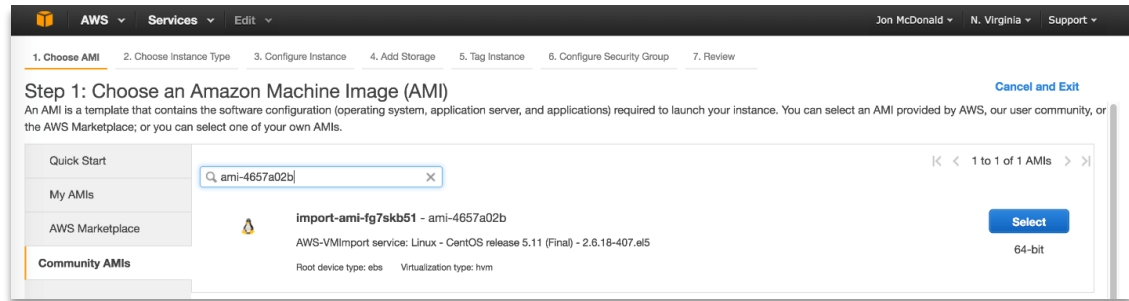 AWS Services Edit Jon McDonald N. Virginia Support
1. Choose AMI 2. Choose Instance Type 3. Configure Instance 4. Add Storage 5. Tag Instance 6. Configure Security Group 7. Review
Step 1: Choose an Amazon Machine Image (AMI)
Cancel and Exit
An AMI is a template that contains the software configuration (operating system, application server, and applications) required to launch your instance. You can select an AMI provided by AWS, our user community, or
the AWS Marketplace; or you can select one of your own AMIs.
Quick Start
My AMIs
AWS Marketplace
Community AMIs
ami-4657a02b
1 to 1 of 1 AMIs
import-ami-fg7skb51 - ami-4657a02b
AWS-VMImport service: Linux - CentOS release 5.11 (Final) - 2.6.18-407.el5
Root device type: ebs Virtualization type: hvm
Select
64-bit